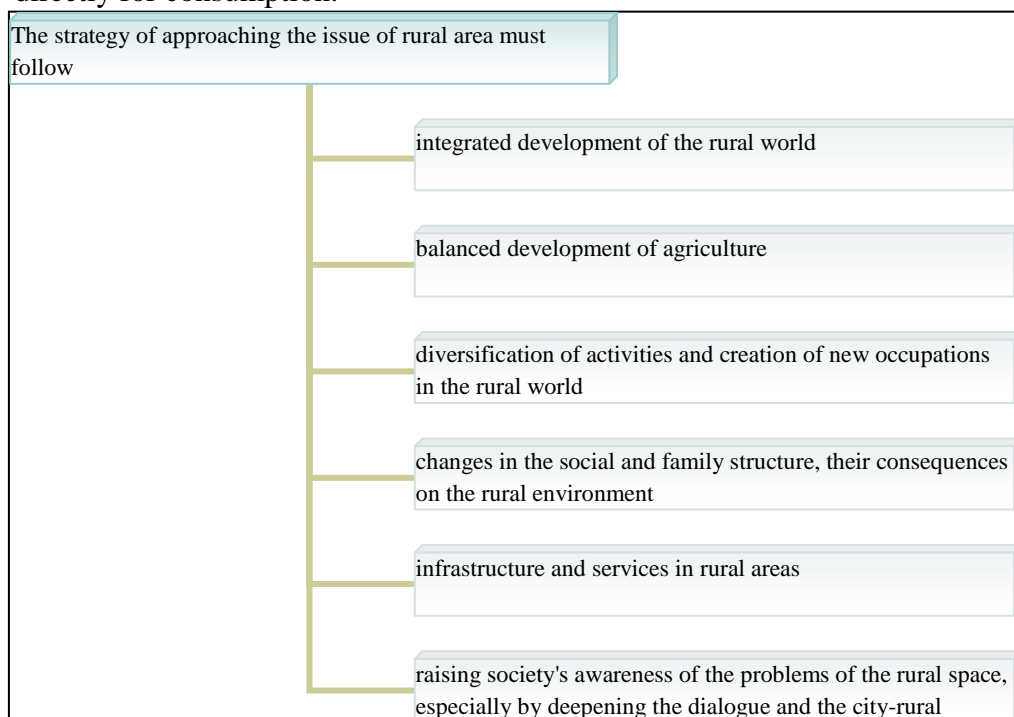 directly for consumption.
The strategy of approaching the issue of rural area must
follow
integrated development of the rural world
balanced development of agriculture
diversification of activities and creation of new occupations
in the rural world
changes in the social and family structure, their consequences
on the rural environment
infrastructure and services in rural areas
raising society's awareness of the problems of the rural space,
especially by deepening the dialogue and the city-rural